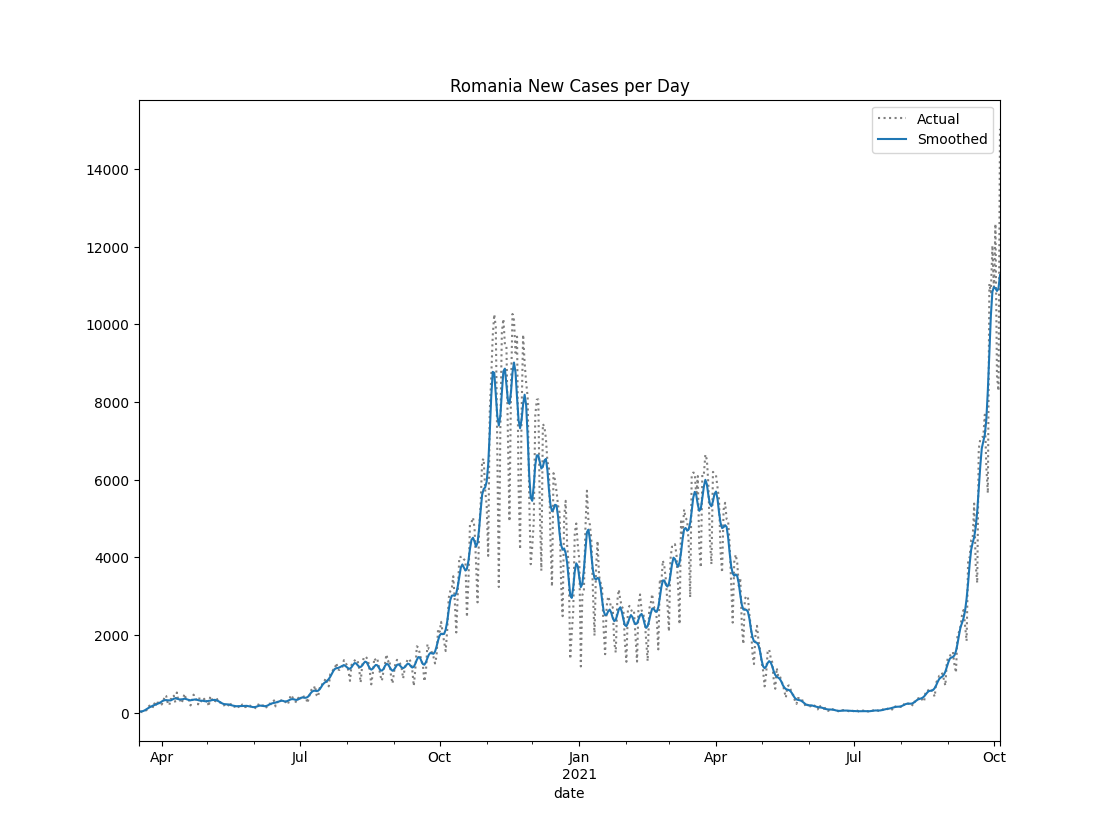 Romania New Cases per Day
Actual
Smoothed
14000
12000
10000
8000
6000
4000
2000
0
Apr Jul Oct Jan Apr Jul Oct
2021
date